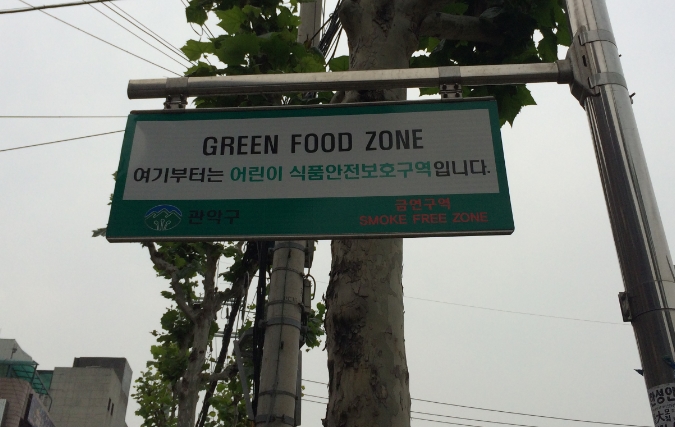 GREEN FOOD ZONE
여기부터는 어린이 식품안전보호구역입니다.
관악구
금연구역
SMOKE FREE ZONE